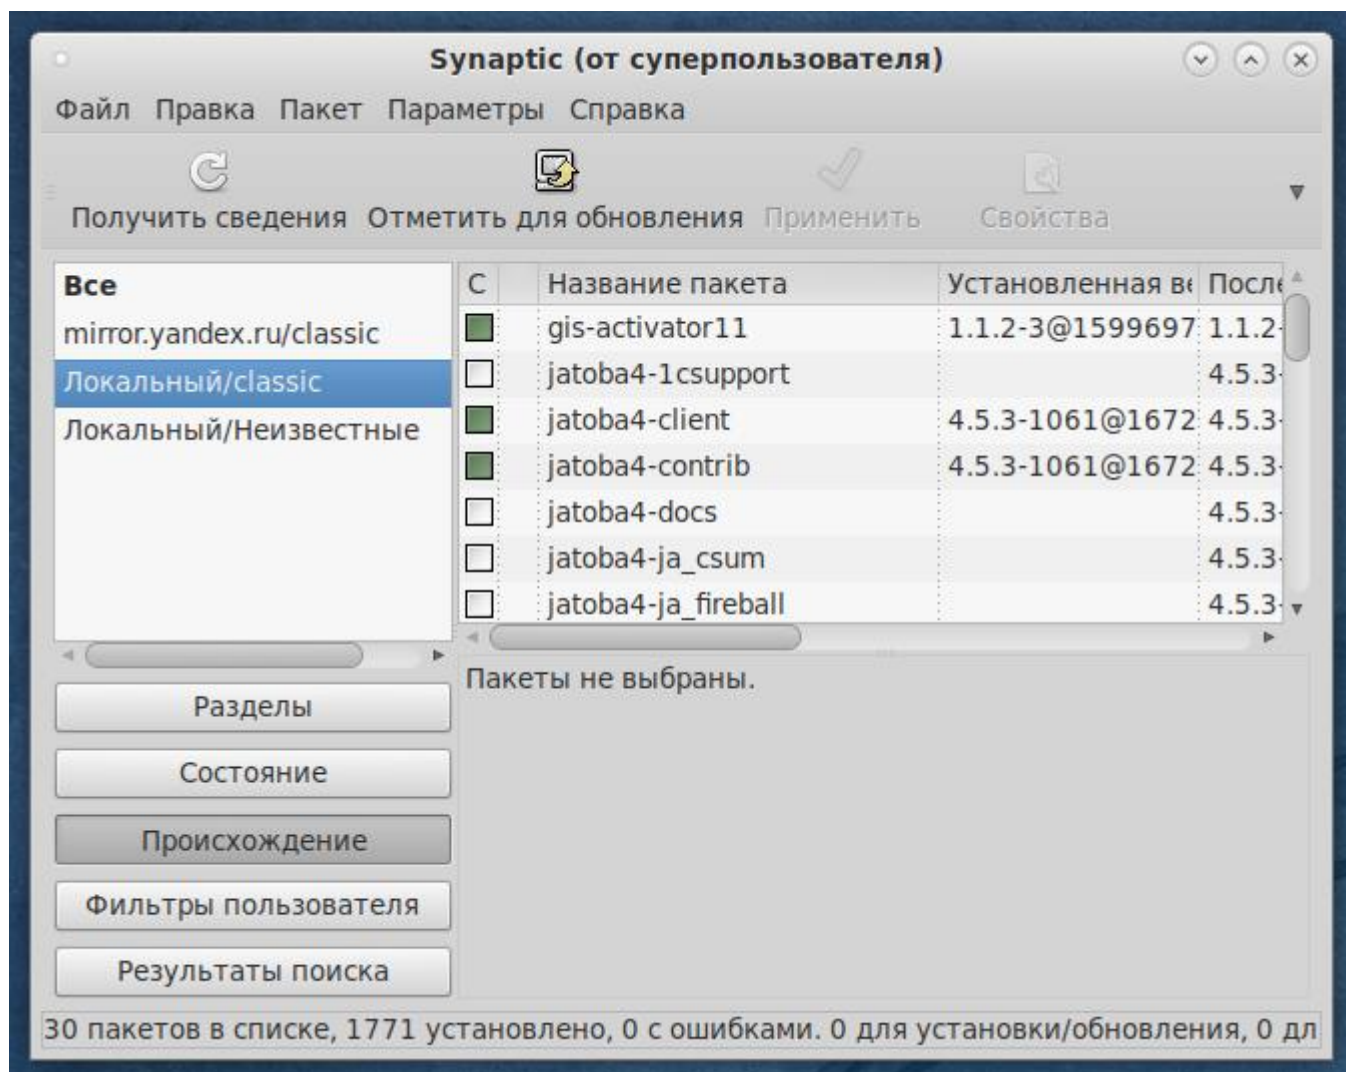 Synaptic (от суперпользователя)
Файл Правка Пакет Параметры Справка
Получить сведения Отметить для обновления Применить Свойства
Все
mirror.yandex.ru/classic
Локальный/classic
Локальный/Неизвестные
С Название пакета Установленная ве После
gis-activator11 1.1.2-3@1599697 1.1.2-
jatoba4-1csupport 4.5.3-
jatoba4-client 4.5.3-1061@1672 4.5.3-
jatoba4-contrib 4.5.3-1061@1672 4.5.3-
jatoba4-docs 4.5.3-
jatoba4-ja_csum 4.5.3-
jatoba4-ja_fireball 4.5.3-
Пакеты не выбраны.
Разделы
Состояние
Происхождение
Фильтры пользователя
Результаты поиска
30 пакетов в списке, 1771 установлено, 0 с ошибками. 0 для установки/обновления, 0 дл